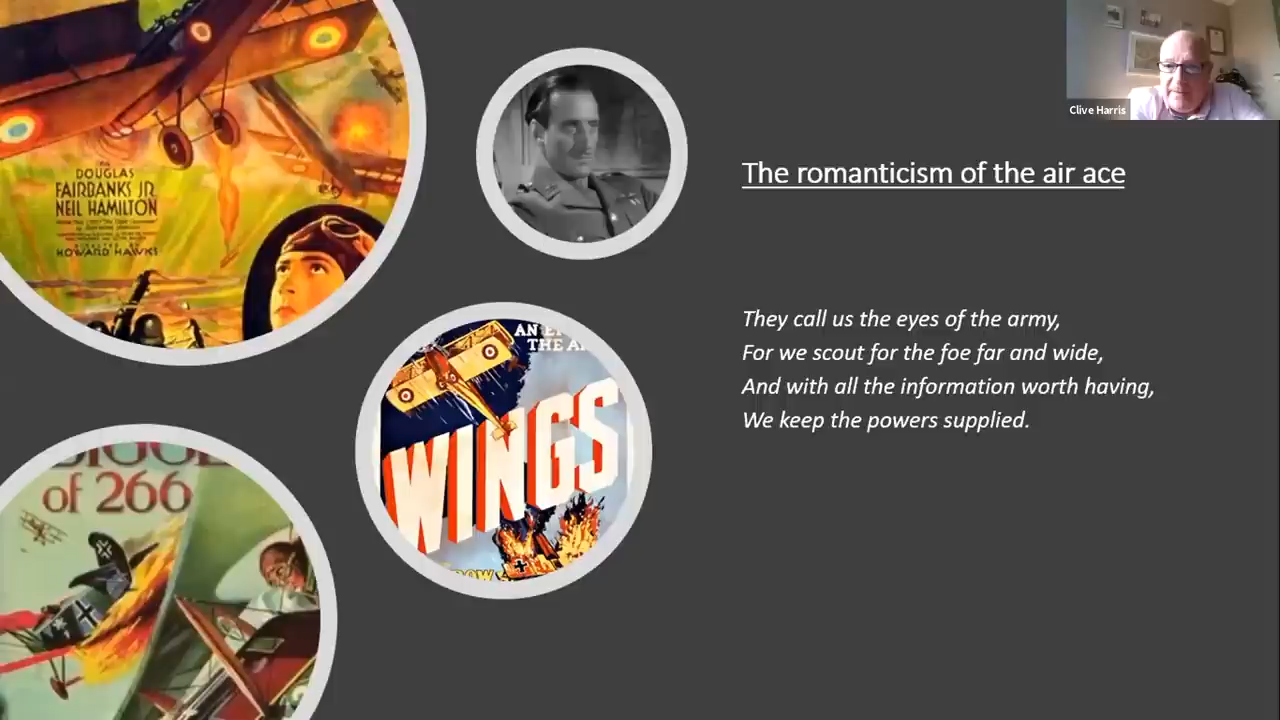 DOUGLAS
FAIRBANKS JR.
NEIL HAMILTON
HOWARD HAWKS
AN
THE
WINGS
of 266
Clive Harris
The romanticism of the air ace
They call us the eyes of the army,
For we scout for the foe far and wide,
And with all the information worth having,
We keep the powers supplied.